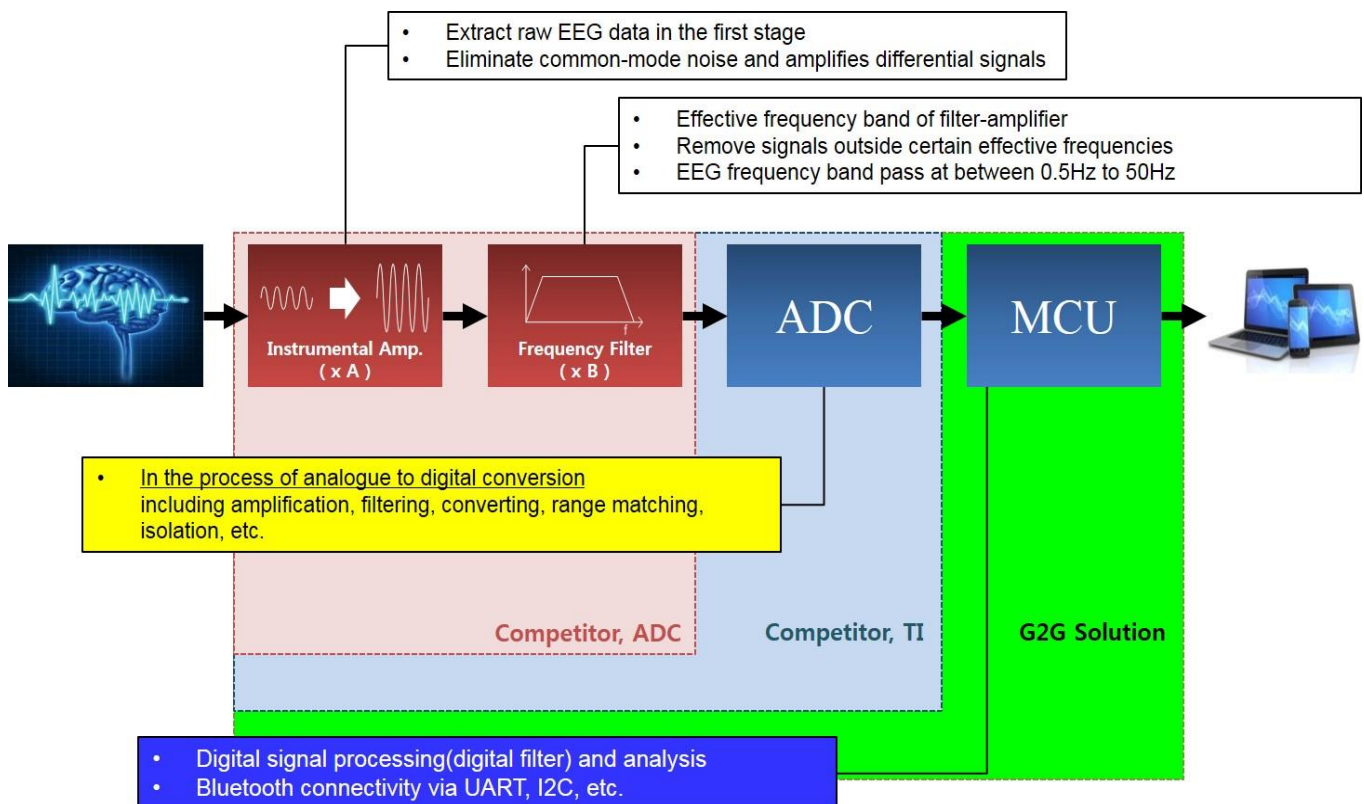 • Extract raw EEG data in the first stage
• Eliminate common-mode noise and amplifies differential signals
• Effective frequency band of filter-amplifier
• Remove signals outside certain effective frequencies
• EEG frequency band pass at between 0.5Hz to 50Hz
Instrumental Amp.
( x A )
f
Frequency Filter
( x B )
ADC
MCU
• In the process of analogue to digital conversion
including amplification, filtering, converting, range matching,
isolation, etc.
Competitor, ADC
Competitor, TI
G2G Solution
• Digital signal processing(digital filter) and analysis
• Bluetooth connectivity via UART, I2C, etc.